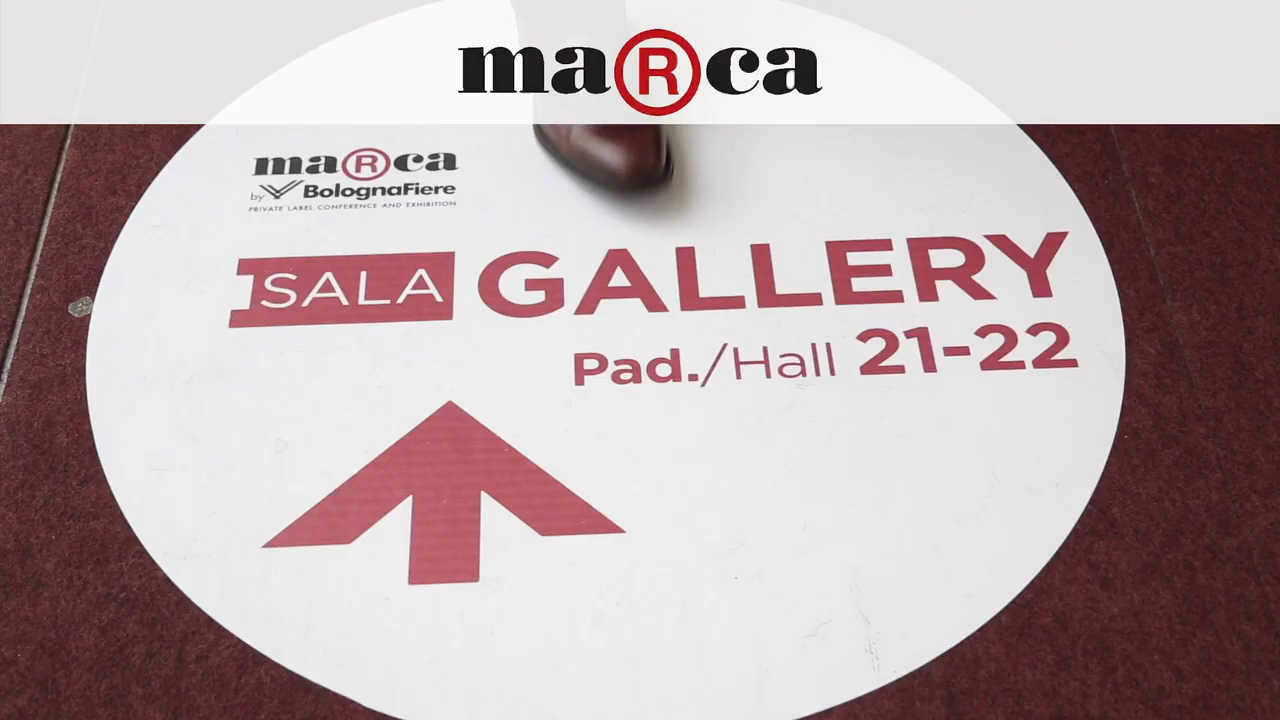 maRca
maRca
by BolognaFiere
PRIVATE LABEL CONFERENCE AND EXHIBITION
SALA GALLERY
Pad./Hall 21-22